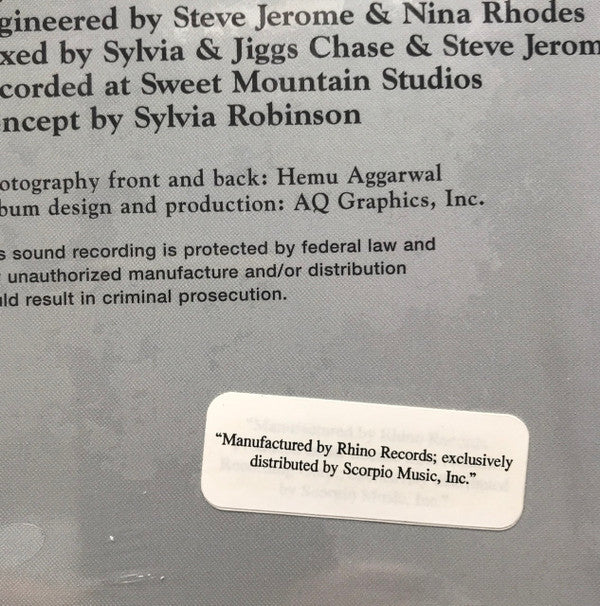 gineered by Steve Jerome & Nina Rhodes
xed by Sylvia & Jiggs Chase & Steve Jerom
corded at Sweet Mountain Studios
ncept by Sylvia Robinson
otography front and back: Hemu Aggarwal
bum design and production: AQ Graphics, Inc.
s sound recording is protected by federal law and
unauthorized manufacture and/or distribution
ld result in criminal prosecution.
“Manufactured by Rhino Records; exclusively
distributed by Scorpio Music, Inc.”